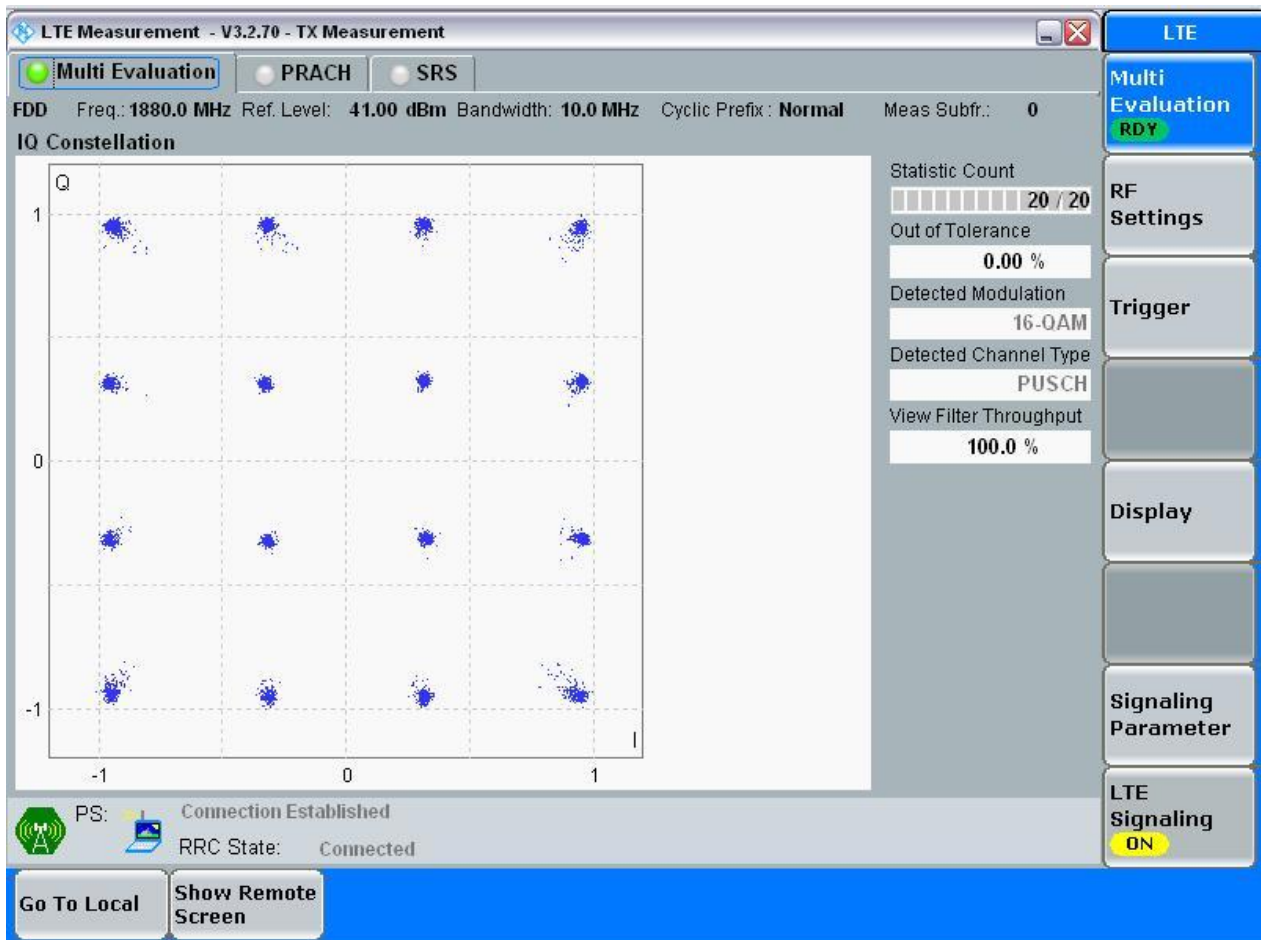 LTE Measurement - V3.2.70 - TX Measurement
LTE
Multi Evaluation
PRACH
SRS
Multi
Evaluation
RDY
FDD Freq.: 1880.0 MHz Ref. Level: 41.00 dBm Bandwidth: 10.0 MHz Cyclic Prefix : Normal Meas Subfr.: 0
IQ Constellation
Q
1
0
-1
I
-1 0 1
Statistic Count
20 / 20
Out of Tolerance
0.00 %
Detected Modulation
16-QAM
Detected Channel Type
PUSCH
View Filter Throughput
100.0 %
RF
Settings
Trigger
Display
Signaling
Parameter
LTE
Signaling
ON
PS: Connection Established
RRC State: Connected
Go To Local
Show Remote
Screen